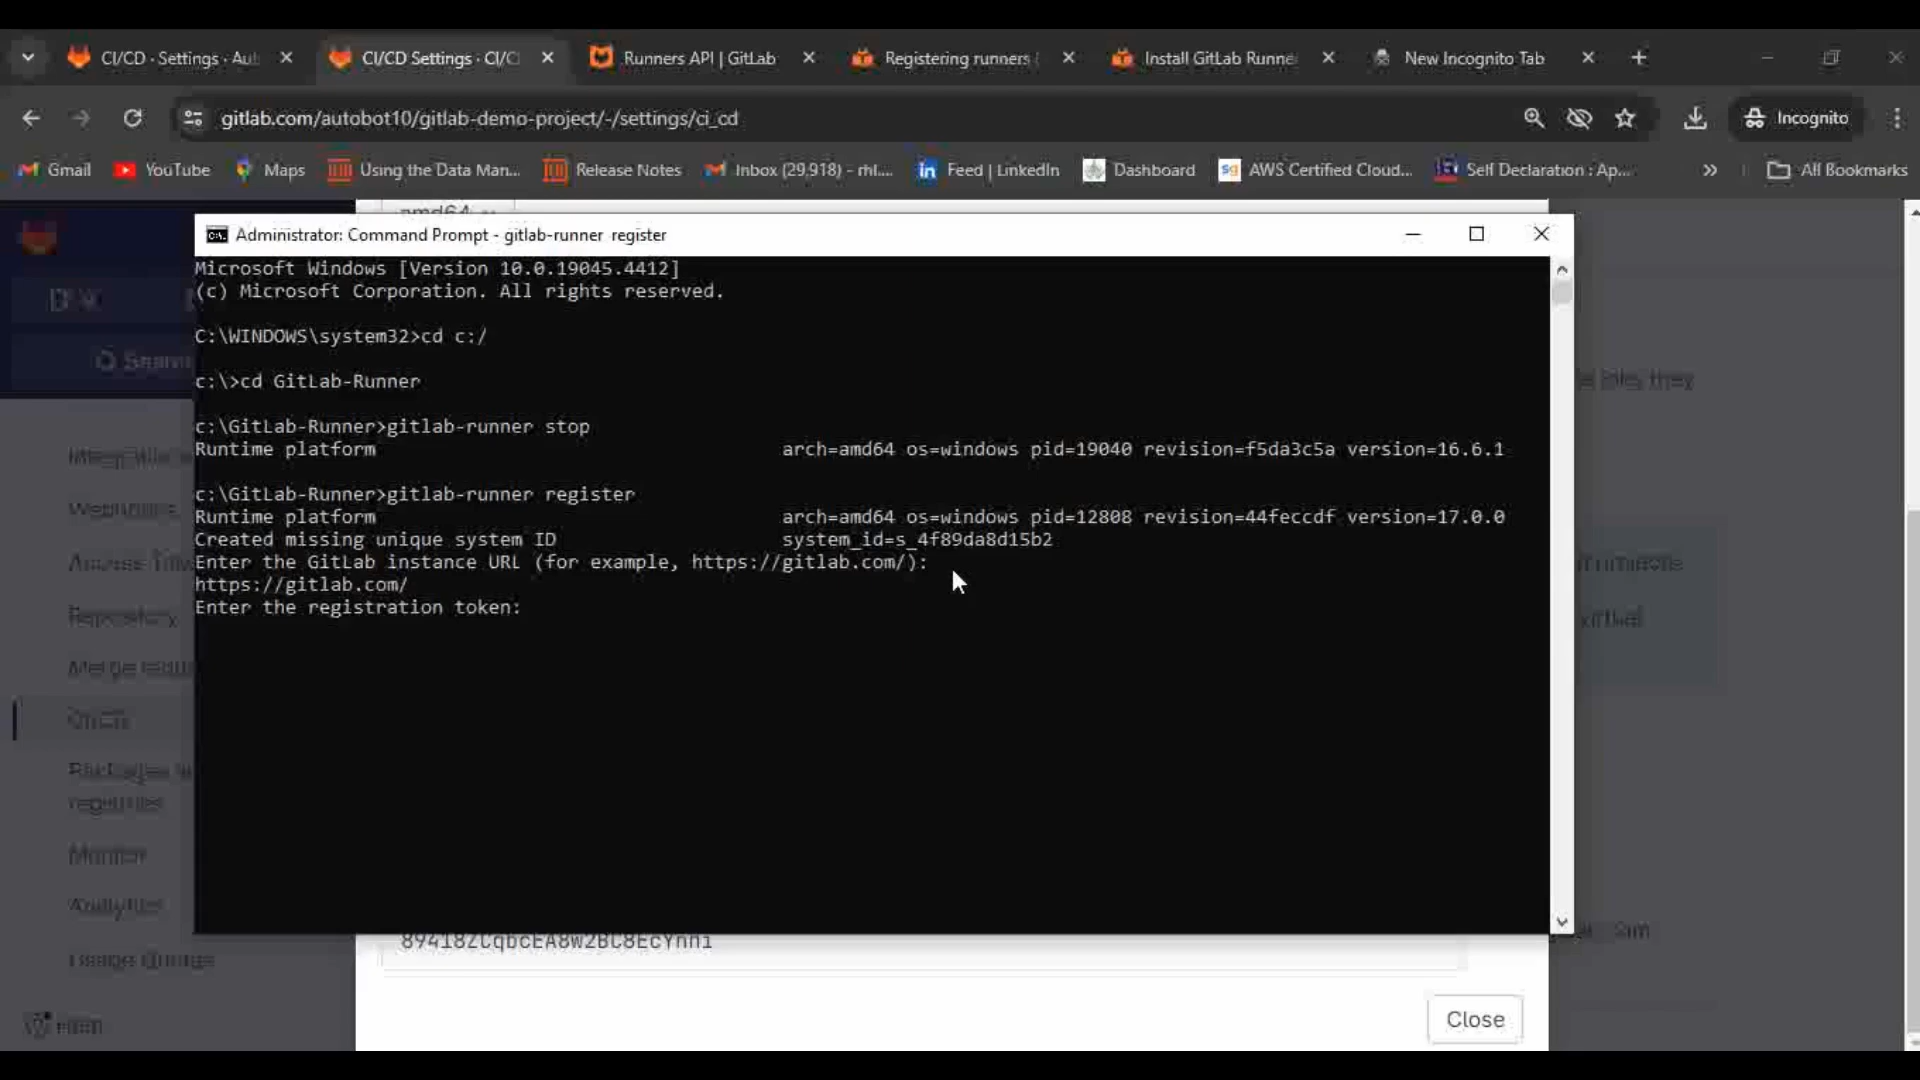 CI/CD · Settings · Aut
CI/CD Settings · CI/C
Runners API | GitLab
Registering runners
Install GitLab Runne
New Incognito Tab
gitlab.com/autobot10/gitlab-demo-project/-/settings/ci_cd
Incognito
Gmail
YouTube
Maps
Using the Data Man...
Release Notes
Inbox (29,918) - rhl....
Feed | LinkedIn
Dashboard
AWS Certified Cloud...
Self Declaration : Ap...
All Bookmarks
amd64
Administrator: Command Prompt - gitlab-runner register
Microsoft Windows [Version 10.0.19045.4412]
(c) Microsoft Corporation. All rights reserved.
C:\WINDOWS\system32>cd c:/
c:\>cd GitLab-Runner
c:\GitLab-Runner>gitlab-runner stop
Runtime platform arch=amd64 os=windows pid=19040 revision=f5da3c5a version=16.6.1
c:\GitLab-Runner>gitlab-runner register
Runtime platform arch=amd64 os=windows pid=12808 revision=44feccdf version=17.0.0
Created missing unique system ID system_id=s_4f89da8d15b2
Enter the GitLab instance URL (for example, https://gitlab.com/):
https://gitlab.com/
Enter the registration token:
Repository
Monitor
Analytics
Usage Quotas
89418ZCqbcEA8w2BC8EcYnhi
Close